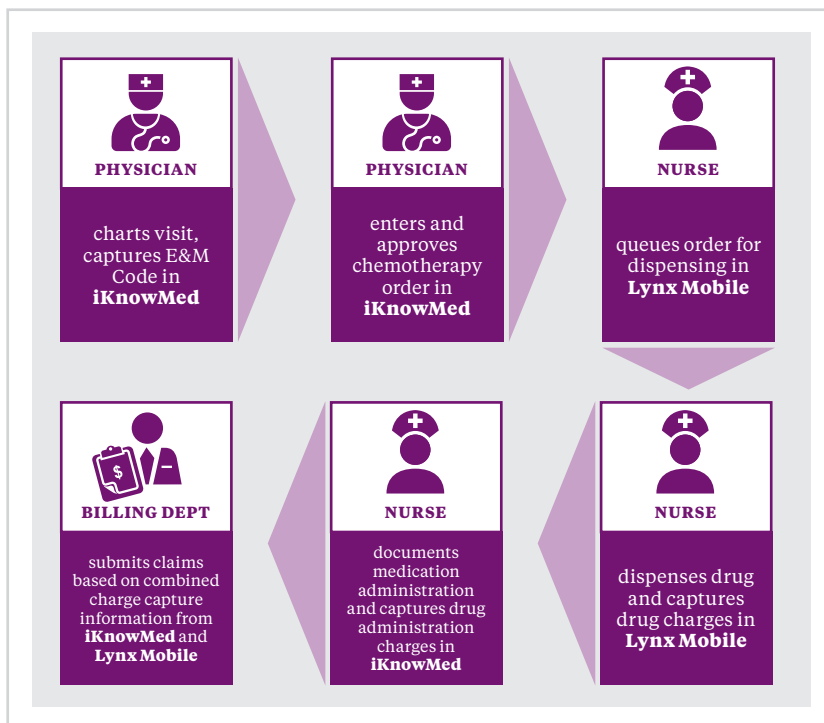 PHYSICIAN
charts visit,
captures E&M
Code in
iKnowMed
PHYSICIAN
enters and
approves
chemotherapy
order in
iKnowMed
NURSE
queues order for
dispensing in
Lynx Mobile
NURSE
dispenses drug
and captures
drug charges in
Lynx Mobile
NURSE
documents
medication
administration
and captures drug
administration
charges in
iKnowMed
$
BILLING DEPT
submits claims
based on combined
charge capture
information from
iKnowMed and
Lynx Mobile